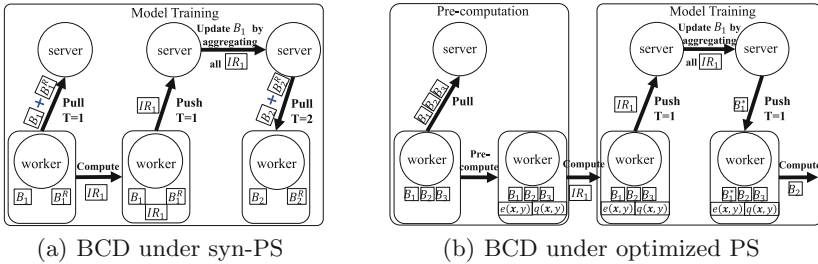 Model Training
server
server
server
Update B₁ by
aggregating
all IR₁
B₁ + B₁ᴿ
Pull
T=1
IR₁
Push
T=1
B₂ + B₂ᴿ
Pull
T=2
worker
Compute
IR₁
worker
worker
B₁ B₁ᴿ
B₁ B₁ᴿ
IR₁
B₂ B₂ᴿ
(a) BCD under syn-PS
Pre-computation
Model Training
server
server
server
Update B₁ by
aggregating
all IR₁
B₁ B₂ B₃
Pull
IR₁
Push
T=1
B₁*
Push
T=1
worker
Pre-
compute
worker
Compute
IR₁
worker
worker
Compute
B₂
B₁ B₂ B₃
B₁ B₂ B₃
e(x, y) q(x, y)
B₁ B₂ B₃
e(x, y) q(x, y)
B₁* B₂ B₃
e(x, y) q(x, y)
(b) BCD under optimized PS